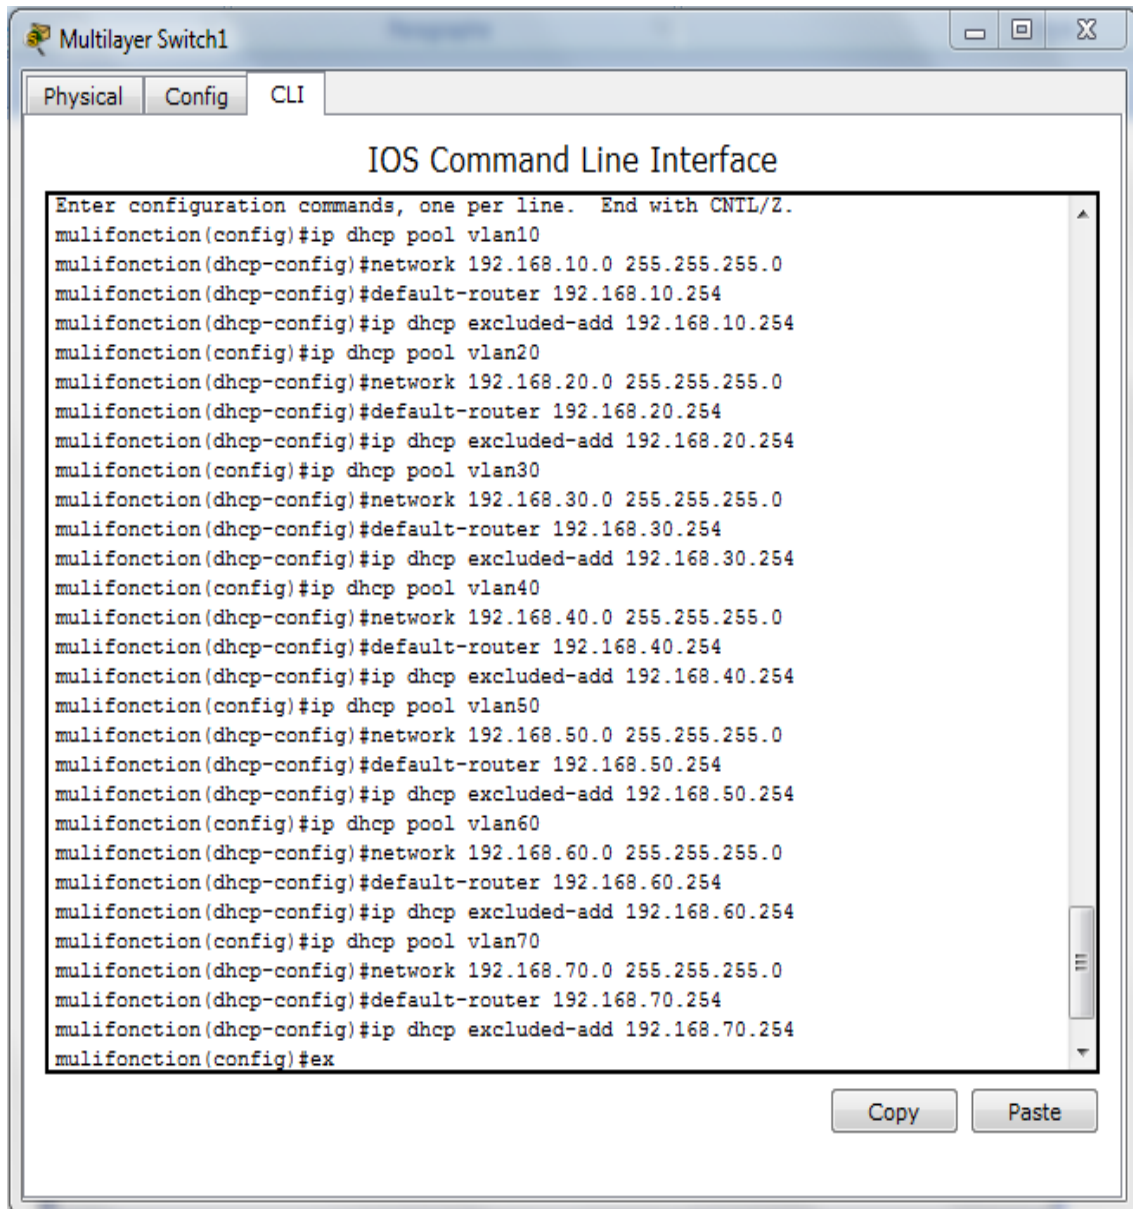 Multilayer Switch1
Physical Config CLI
IOS Command Line Interface
Enter configuration commands, one per line.  End with CNTL/Z.
mulifonction(config)#ip dhcp pool vlan10
mulifonction(dhcp-config)#network 192.168.10.0 255.255.255.0
mulifonction(dhcp-config)#default-router 192.168.10.254
mulifonction(dhcp-config)#ip dhcp excluded-add 192.168.10.254
mulifonction(config)#ip dhcp pool vlan20
mulifonction(dhcp-config)#network 192.168.20.0 255.255.255.0
mulifonction(dhcp-config)#default-router 192.168.20.254
mulifonction(dhcp-config)#ip dhcp excluded-add 192.168.20.254
mulifonction(config)#ip dhcp pool vlan30
mulifonction(dhcp-config)#network 192.168.30.0 255.255.255.0
mulifonction(dhcp-config)#default-router 192.168.30.254
mulifonction(dhcp-config)#ip dhcp excluded-add 192.168.30.254
mulifonction(config)#ip dhcp pool vlan40
mulifonction(dhcp-config)#network 192.168.40.0 255.255.255.0
mulifonction(dhcp-config)#default-router 192.168.40.254
mulifonction(dhcp-config)#ip dhcp excluded-add 192.168.40.254
mulifonction(config)#ip dhcp pool vlan50
mulifonction(dhcp-config)#network 192.168.50.0 255.255.255.0
mulifonction(dhcp-config)#default-router 192.168.50.254
mulifonction(dhcp-config)#ip dhcp excluded-add 192.168.50.254
mulifonction(config)#ip dhcp pool vlan60
mulifonction(dhcp-config)#network 192.168.60.0 255.255.255.0
mulifonction(dhcp-config)#default-router 192.168.60.254
mulifonction(dhcp-config)#ip dhcp excluded-add 192.168.60.254
mulifonction(config)#ip dhcp pool vlan70
mulifonction(dhcp-config)#network 192.168.70.0 255.255.255.0
mulifonction(dhcp-config)#default-router 192.168.70.254
mulifonction(dhcp-config)#ip dhcp excluded-add 192.168.70.254
mulifonction(config)#ex
Copy Paste